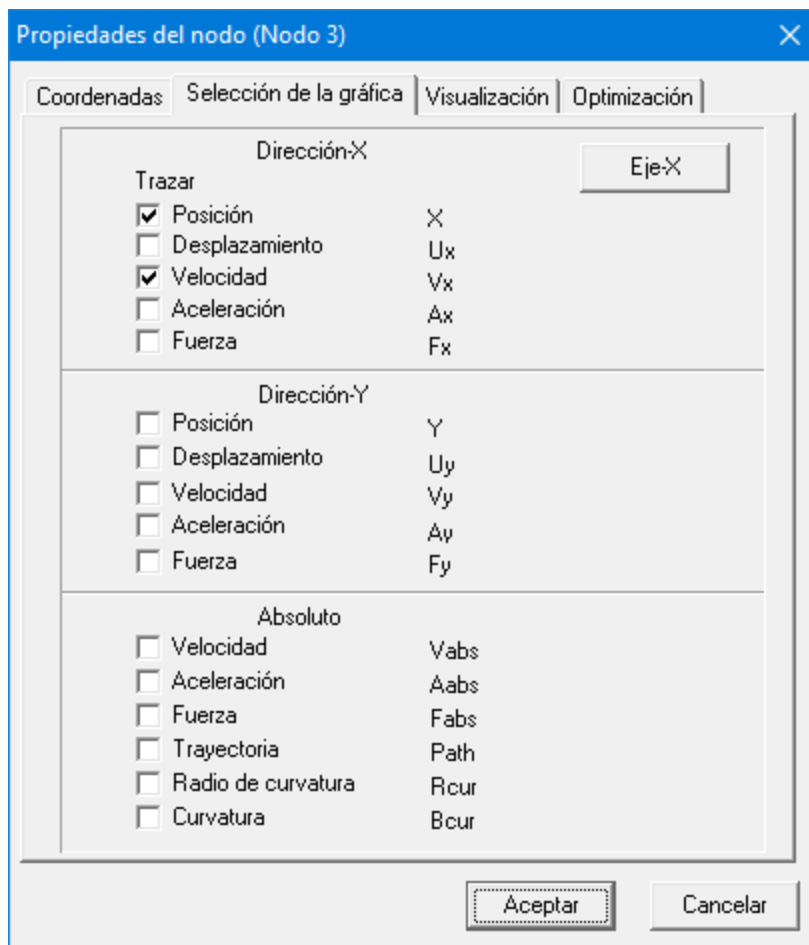 Propiedades del nodo (Nodo 3)
Coordenadas Selección de la gráfica Visualización Optimización
Dirección-X
Eje-X
Trazar
Posición X
Desplazamiento Ux
Velocidad Vx
Aceleración Ax
Fuerza Fx
Dirección-Y
Posición Y
Desplazamiento Uy
Velocidad Vy
Aceleración Ay
Fuerza Fy
Absoluto
Velocidad Vabs
Aceleración Aabs
Fuerza Fabs
Trayectoria Path
Radio de curvatura Rcur
Curvatura Bcur
Aceptar Cancelar